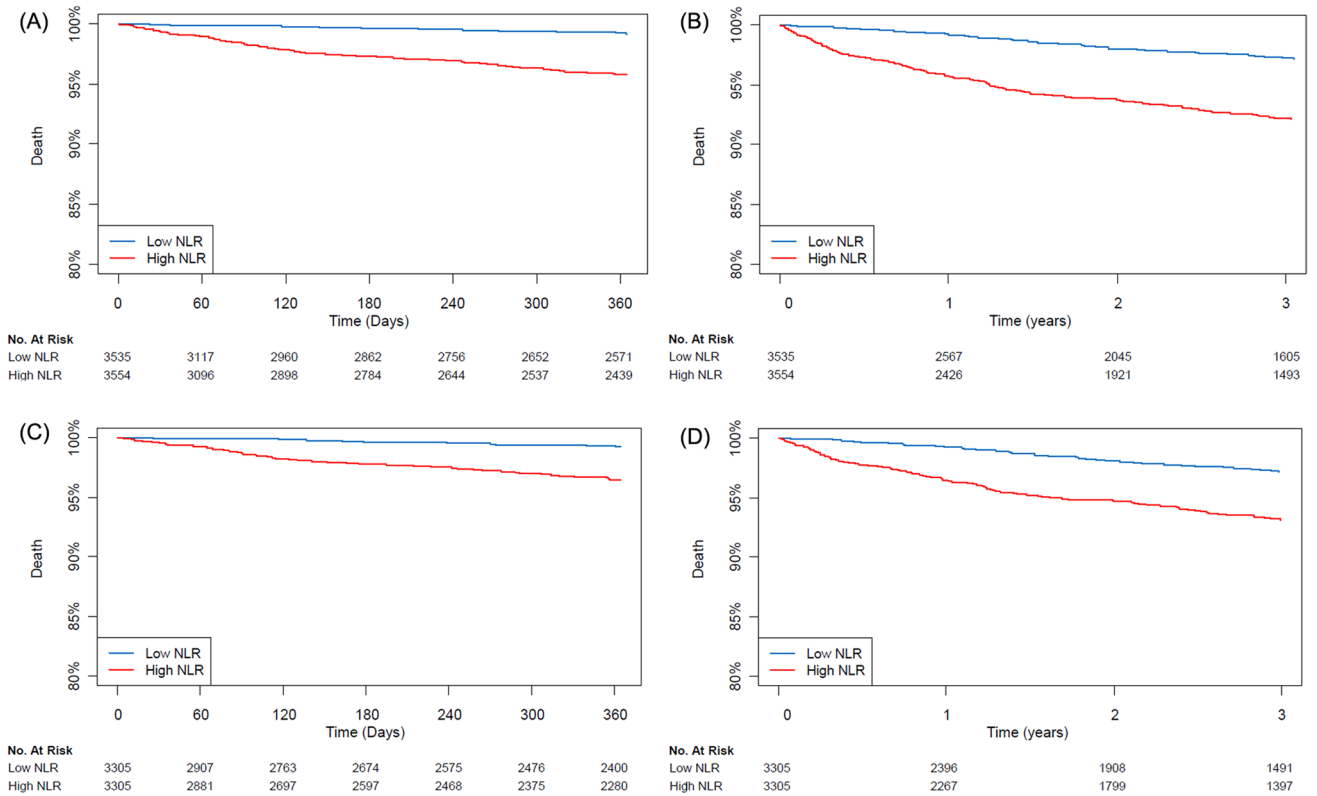 (A)
100%
95%
90%
85%
80%
Death
Low NLR
High NLR
0 60 120 180 240 300 360
Time (Days)
No. At Risk
Low NLR 3535 3117 2960 2862 2756 2652 2571
High NLR 3554 3096 2898 2784 2644 2537 2439
(B)
100%
95%
90%
85%
80%
Death
Low NLR
High NLR
0 1 2 3
Time (years)
No. At Risk
Low NLR 3535 2567 2045 1605
High NLR 3554 2426 1921 1493
(C)
100%
95%
90%
85%
80%
Death
Low NLR
High NLR
0 60 120 180 240 300 360
Time (Days)
No. At Risk
Low NLR 3305 2907 2763 2674 2575 2476 2400
High NLR 3305 2881 2697 2597 2468 2375 2280
(D)
100%
95%
90%
85%
80%
Death
Low NLR
High NLR
0 1 2 3
Time (years)
No. At Risk
Low NLR 3305 2396 1908 1491
High NLR 3305 2267 1799 1397